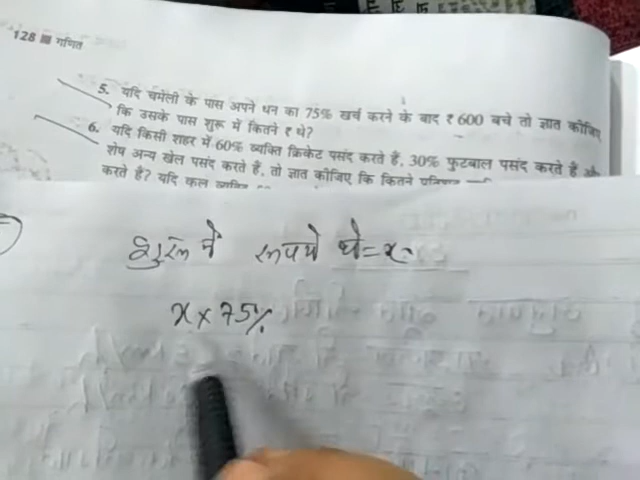 128 ■ गणित
5. यदि चमेली के पास अपने धन का 75% खर्च करने के बाद ₹ 600 बचे तो ज्ञात कीजिए
कि उसके पास शुरू में कितने ₹ थे?
6. यदि किसी शहर में 60% व्यक्ति क्रिकेट पसंद करते हैं, 30% फुटबाल पसंद करते हैं और
शेष अन्य खेल पसंद करते हैं, तो ज्ञात कीजिए कि कितने प्रतिशत
करते हैं? यदि कुल व्यक्ति
शुरू में रूपये थे = x
x × 75%